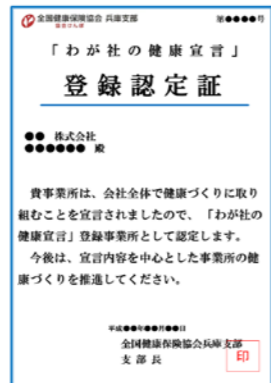 全国健康保険協会 兵庫支部
協会けんぽ
第●●●●号
「わが社の健康宣言」
登録認定証
●● 株式会社
●●●●●● 殿
貴事業所は、会社全体で健康づくりに取り
組むことを宣言されましたので、「わが社の
健康宣言」登録事業所として認定します。
今後は、宣言内容を中心とした事業所の健
康づくりを推進してください。
平成●●年●●月●●日
全国健康保険協会兵庫支部
支部長
印